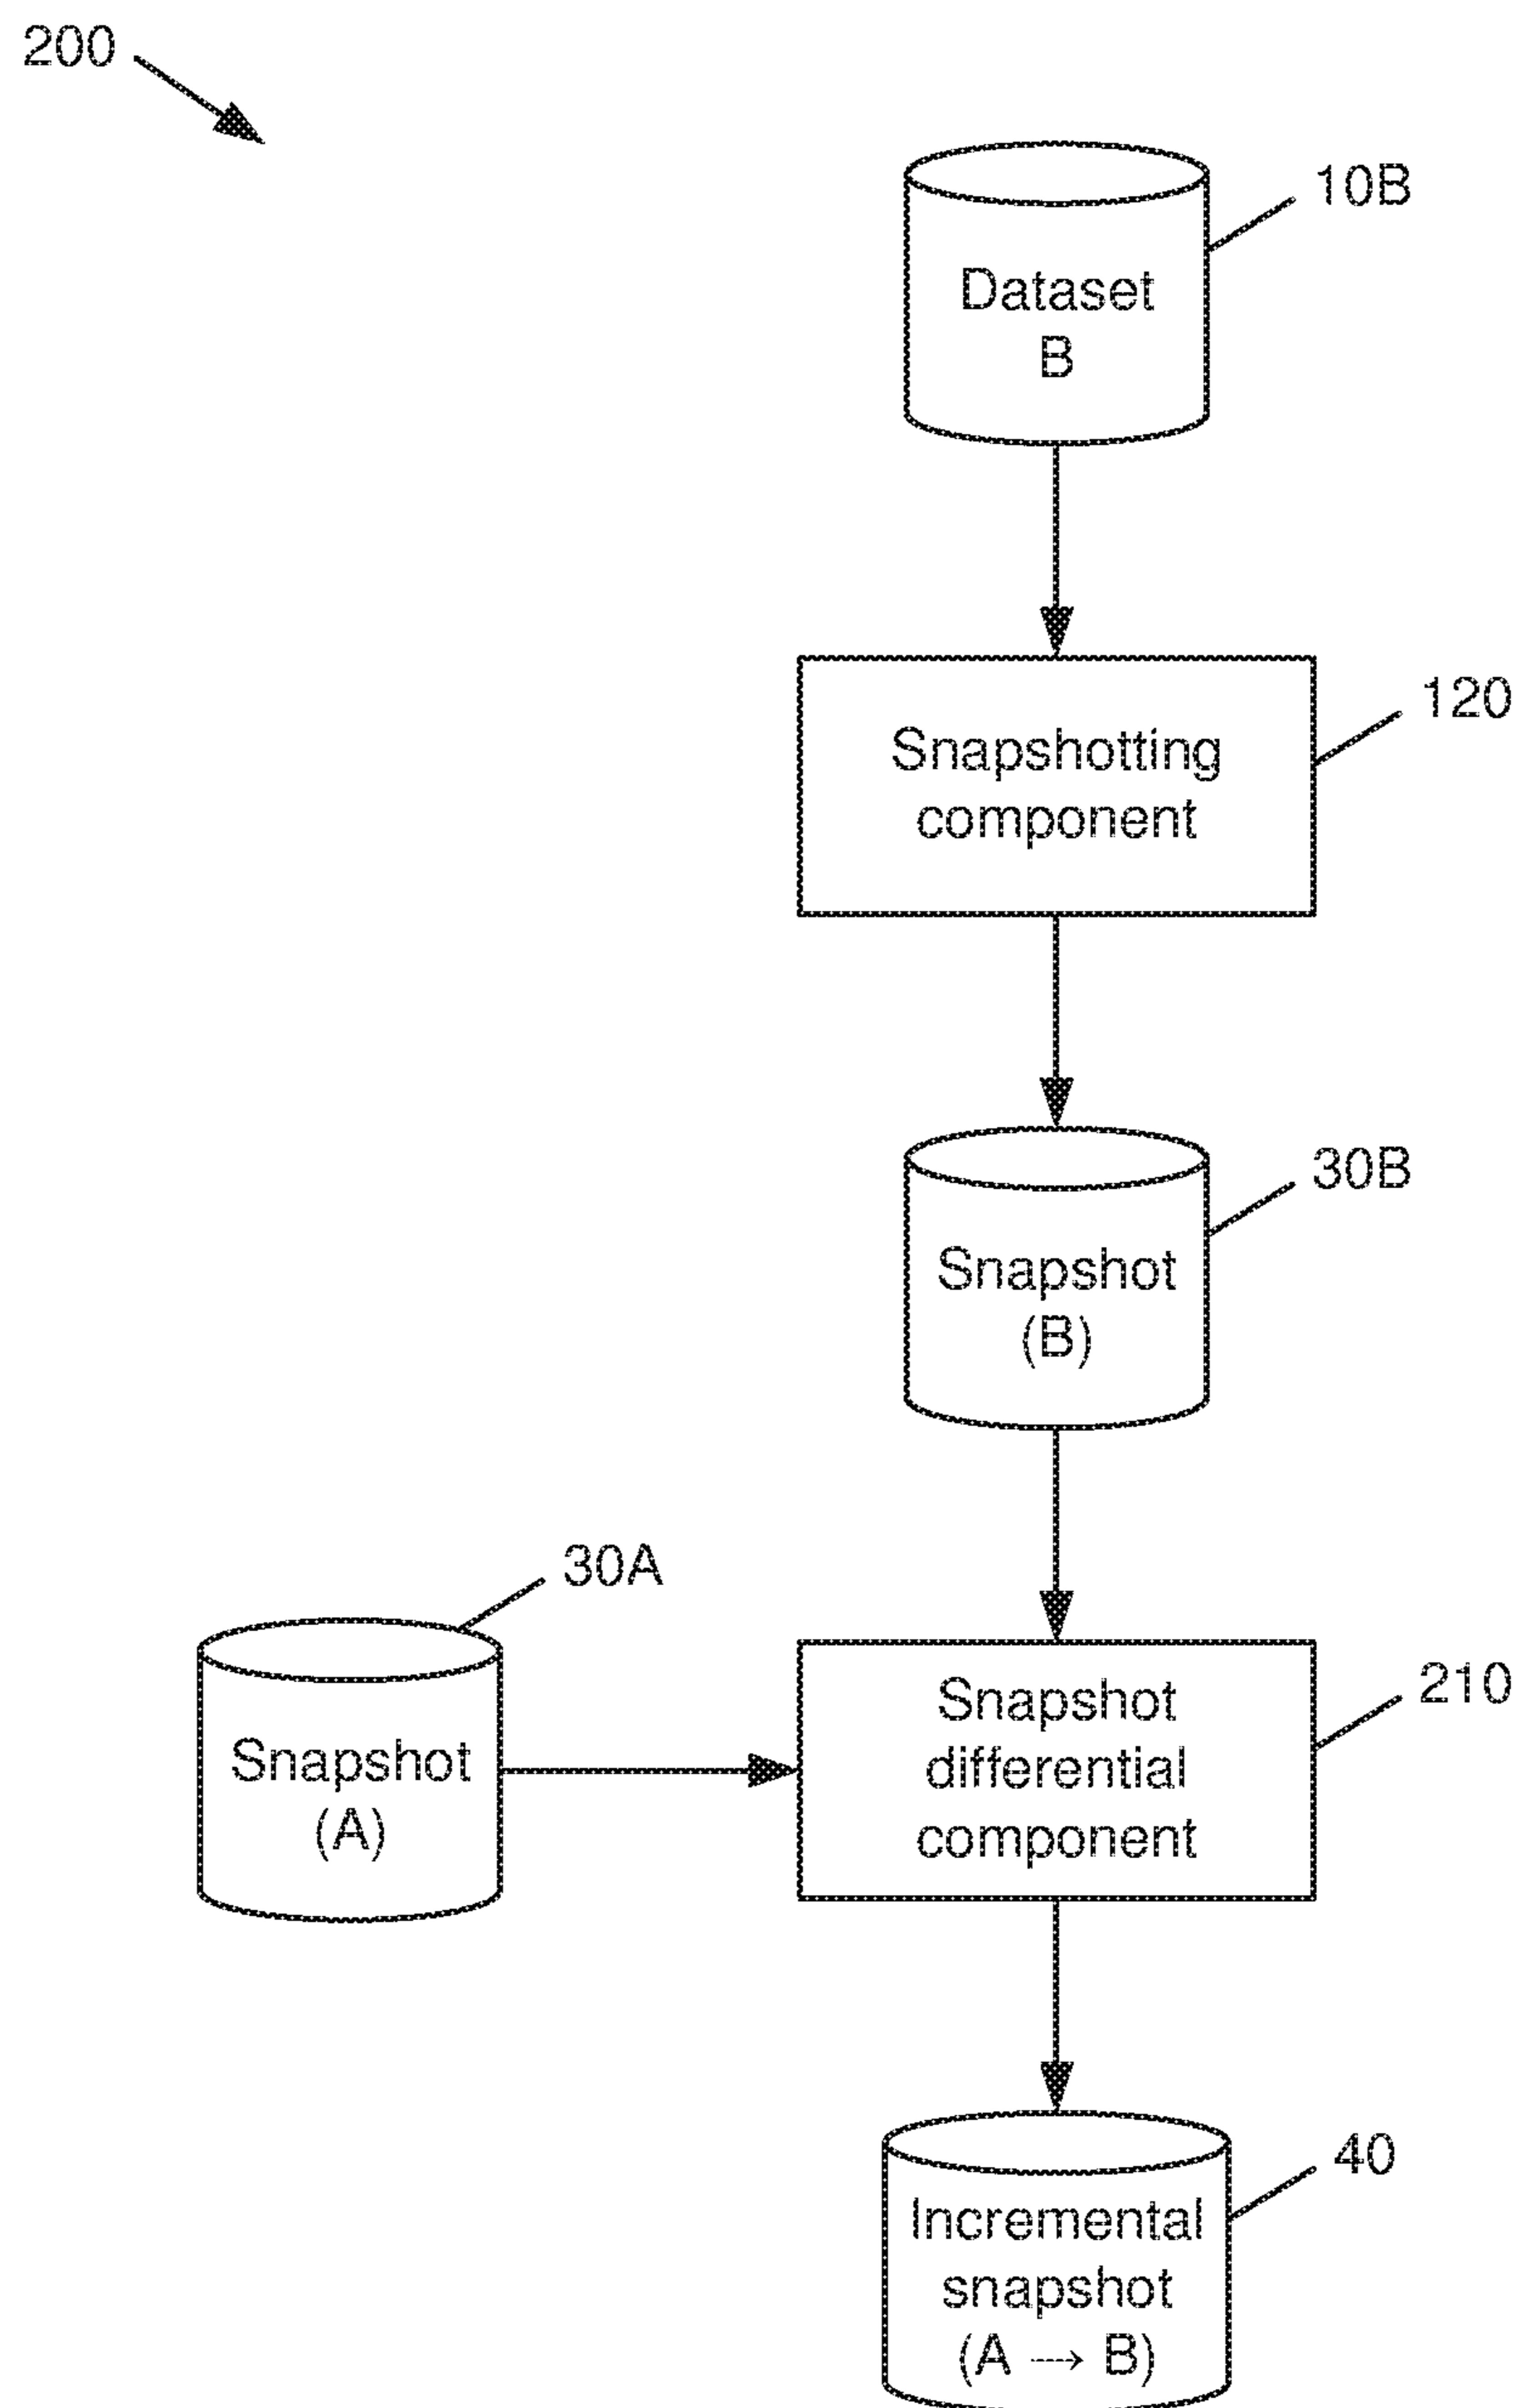 200
10B
Dataset
B
120
Snapshotting
component
30B
Snapshot
(B)
30A
Snapshot
(A)
210
Snapshot
differential
component
40
Incremental
snapshot
(A → B)